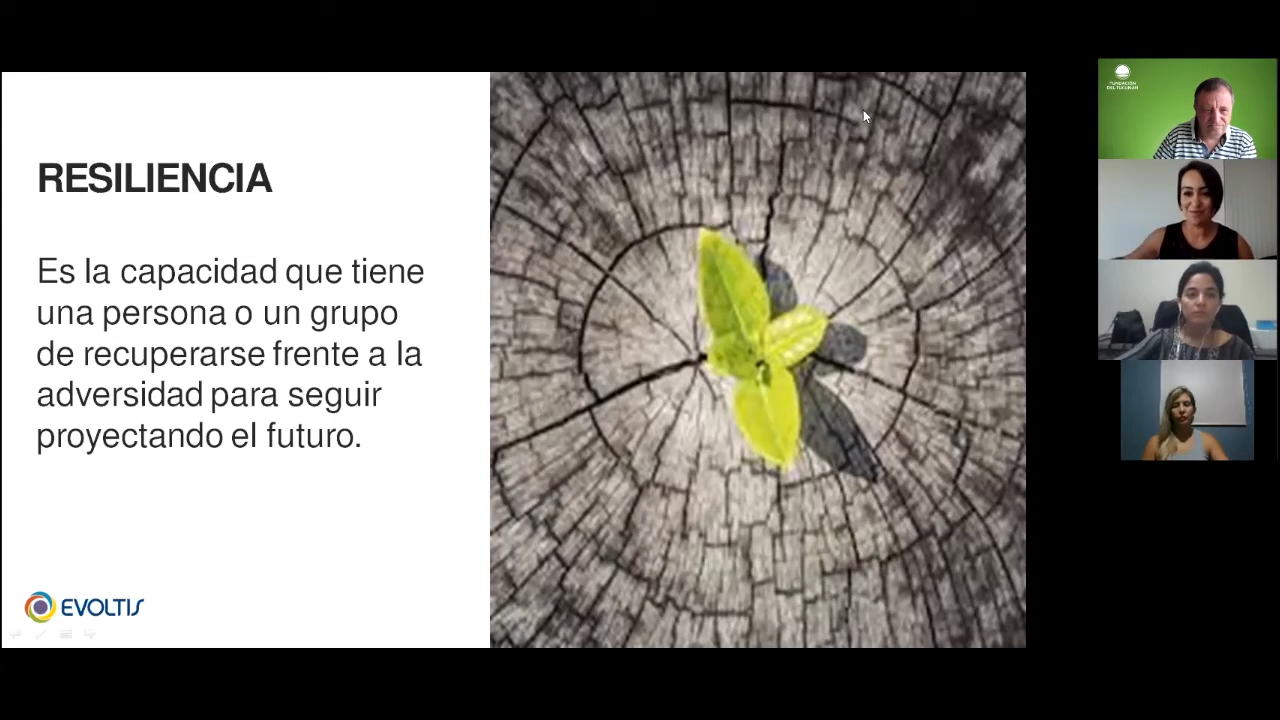 RESILIENCIA
Es la capacidad que tiene
una persona o un grupo
de recuperarse frente a la
adversidad para seguir
proyectando el futuro.
EVOLTIS
FUNDACIÓN
DEL TUCUMÁN